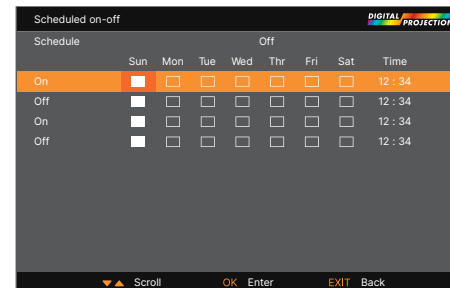 Scheduled on-off DIGITAL PROJECTION
Schedule Off
Sun Mon Tue Wed Thr Fri Sat Time
On 12 : 34
Off 12 : 34
On 12 : 34
Off 12 : 34
Scroll OK Enter EXIT Back